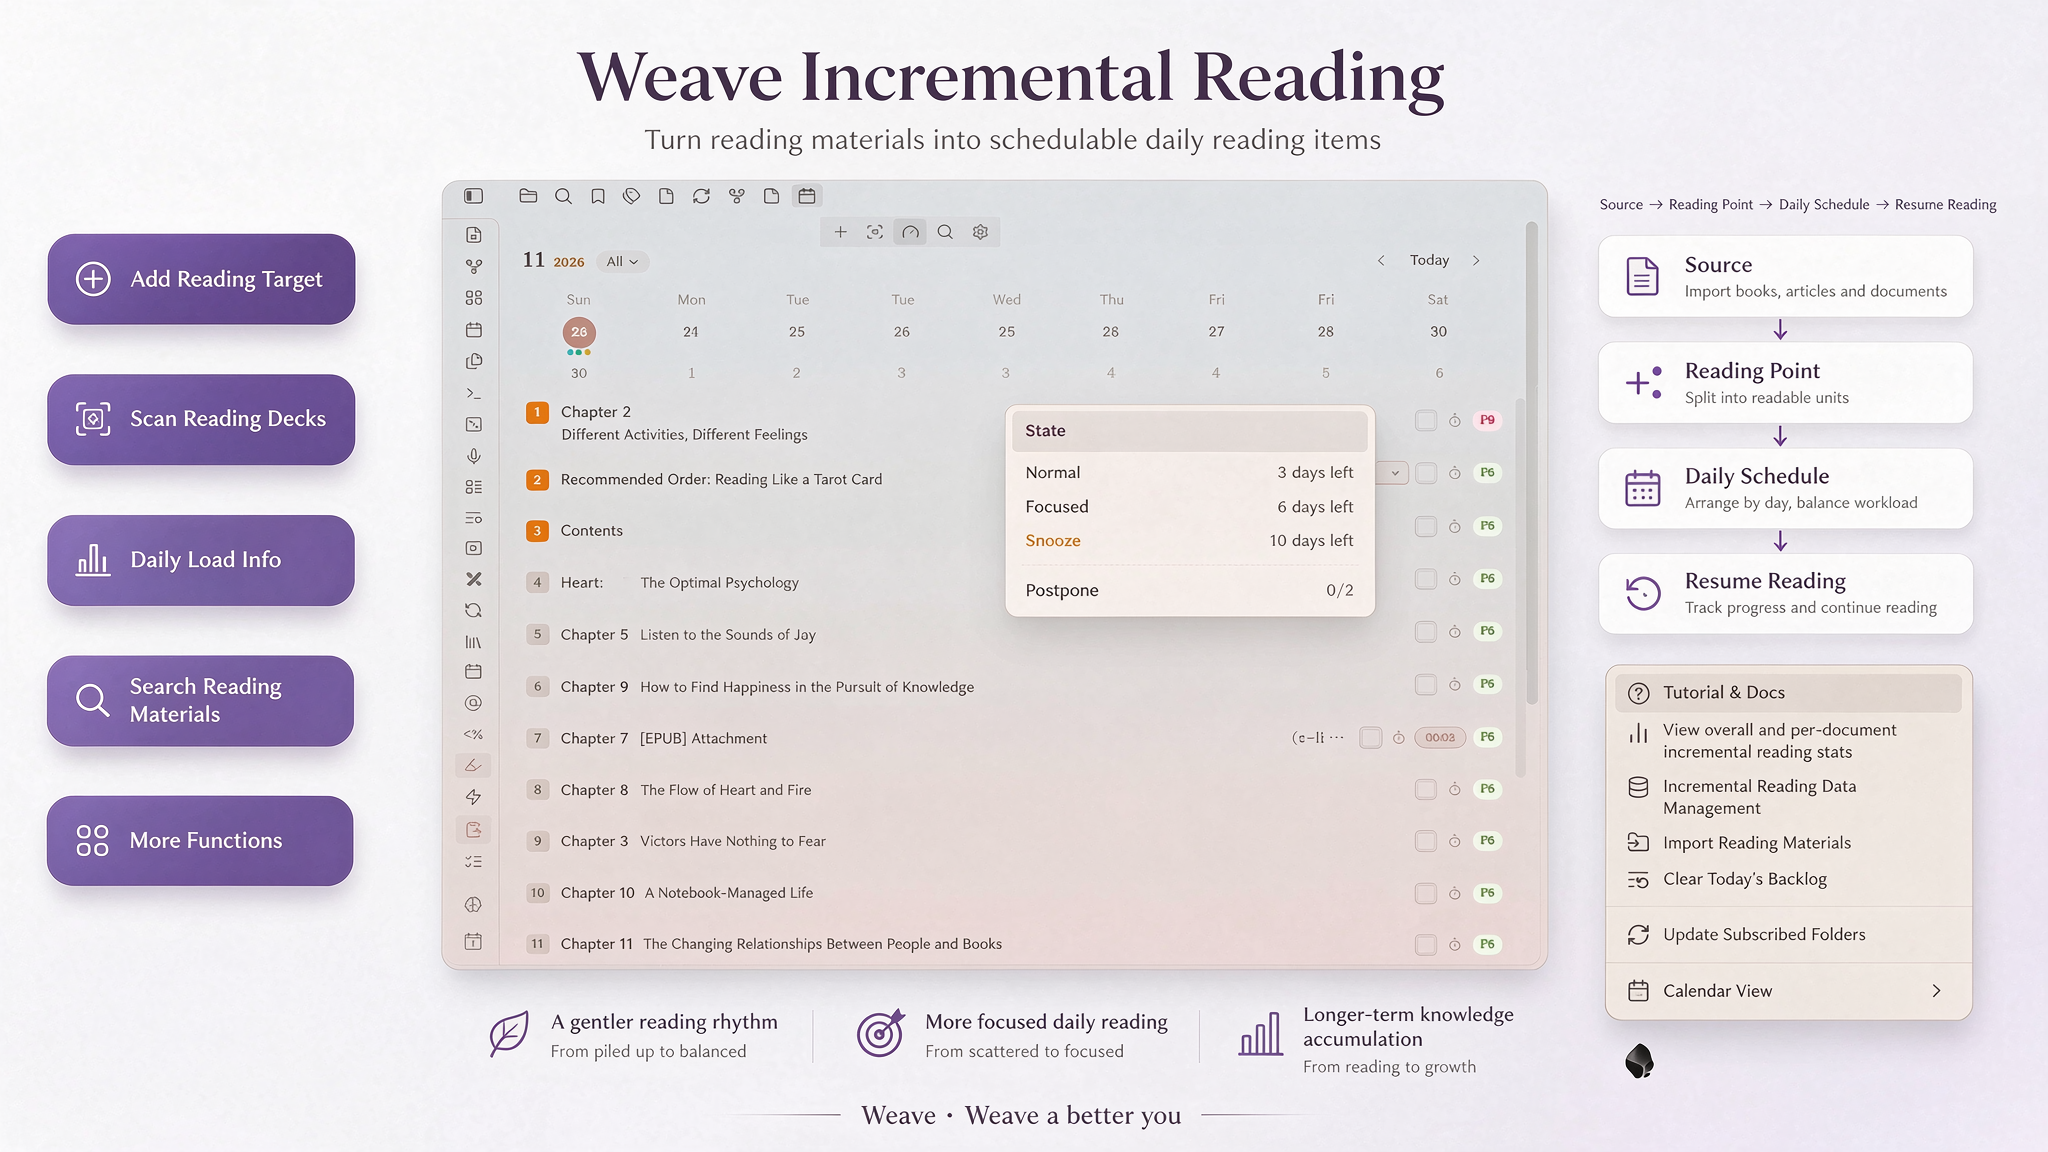 Weave Incremental Reading
Turn reading materials into schedulable daily reading items
Add Reading Target
Scan Reading Decks
Daily Load Info
Search Reading
Materials
More Functions
11 2026 All
Today
Sun Mon Tue Tue Wed Thu Fri Fri Sat
26 24 25 26 25 28 27 28 30
30 1 2 3 3 4 4 5 6
1 Chapter 2
Different Activities, Different Feelings
P9
2 Recommended Order: Reading Like a Tarot Card P6
3 Contents P6
4 Heart: The Optimal Psychology P6
5 Chapter 5 Listen to the Sounds of Jay P6
6 Chapter 9 How to Find Happiness in the Pursuit of Knowledge P6
7 Chapter 7 [EPUB] Attachment 00:03 P6
8 Chapter 8 The Flow of Heart and Fire P6
9 Chapter 3 Victors Have Nothing to Fear P6
10 Chapter 10 A Notebook-Managed Life P6
11 Chapter 11 The Changing Relationships Between People and Books P6
State
Normal 3 days left
Focused 6 days left
Snooze 10 days left
Postpone 0/2
Source → Reading Point → Daily Schedule → Resume Reading
Source
Import books, articles and documents
Reading Point
Split into readable units
Daily Schedule
Arrange by day, balance workload
Resume Reading
Track progress and continue reading
Tutorial & Docs
View overall and per-document
incremental reading stats
Incremental Reading Data
Management
Import Reading Materials
Clear Today's Backlog
Update Subscribed Folders
Calendar View
A gentler reading rhythm
From piled up to balanced
More focused daily reading
From scattered to focused
Longer-term knowledge
accumulation
From reading to growth
Weave · Weave a better you